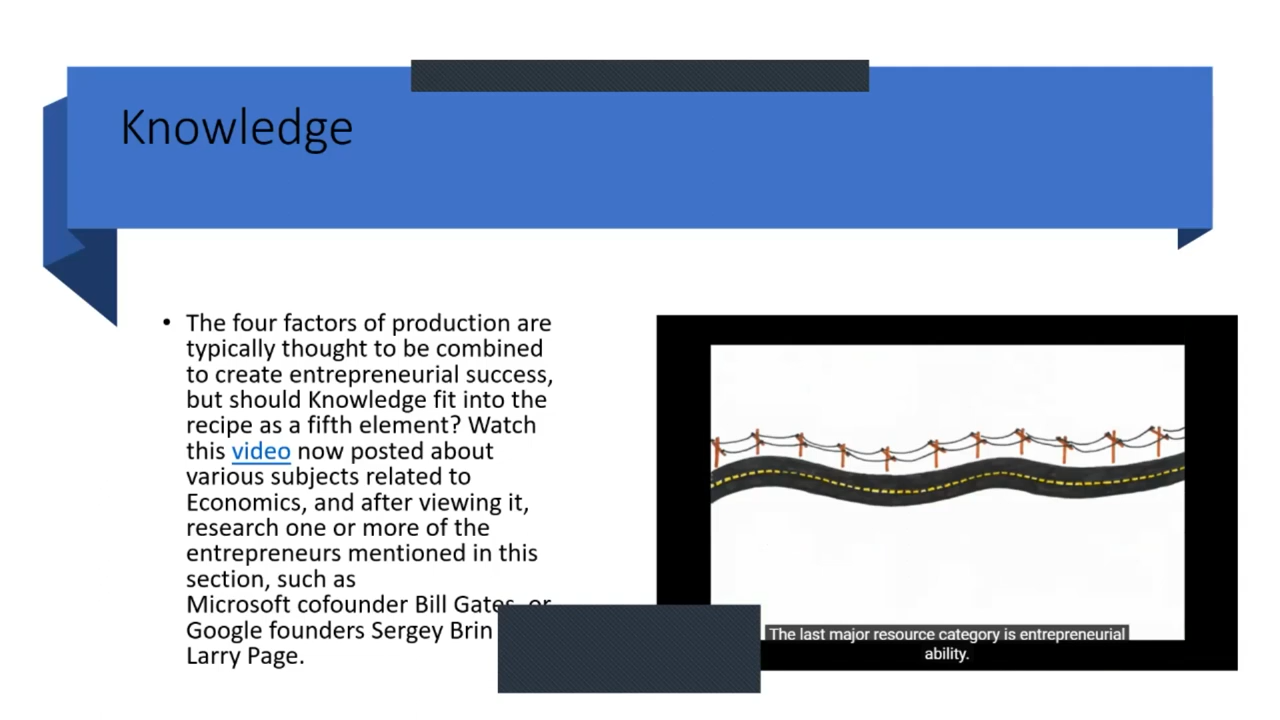 Knowledge
• The four factors of production are
typically thought to be combined
to create entrepreneurial success,
but should Knowledge fit into the
recipe as a fifth element? Watch
this video now posted about
various subjects related to
Economics, and after viewing it,
research one or more of the
entrepreneurs mentioned in this
section, such as
Microsoft cofounder Bill Gates, or
Google founders Sergey Brin
Larry Page.
The last major resource category is entrepreneurial
ability.